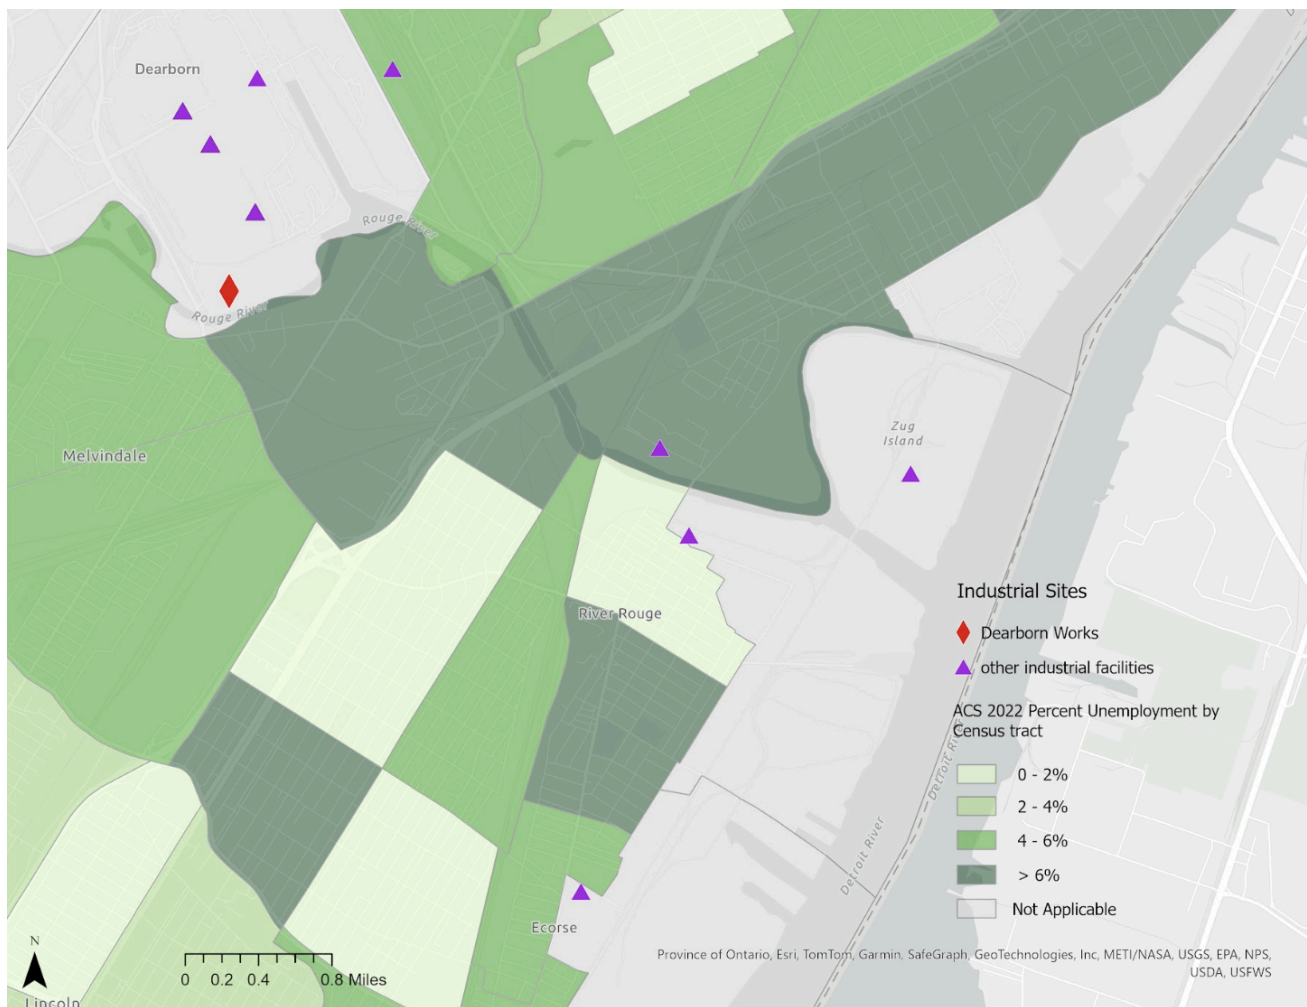 Dearborn
Rouge River
Rouge River
Melvindale
Zug
Island
River Rouge
Ecorse
Lincoln
Detroit River
Detroit River
Industrial Sites
Dearborn Works
other industrial facilities
ACS 2022 Percent Unemployment by
Census tract
0 - 2%
2 - 4%
4 - 6%
> 6%
Not Applicable
N
0 0.2 0.4 0.8 Miles
Province of Ontario, Esri, TomTom, Garmin, SafeGraph, GeoTechnologies, Inc, METI/NASA, USGS, EPA, NPS,
USDA, USFWS